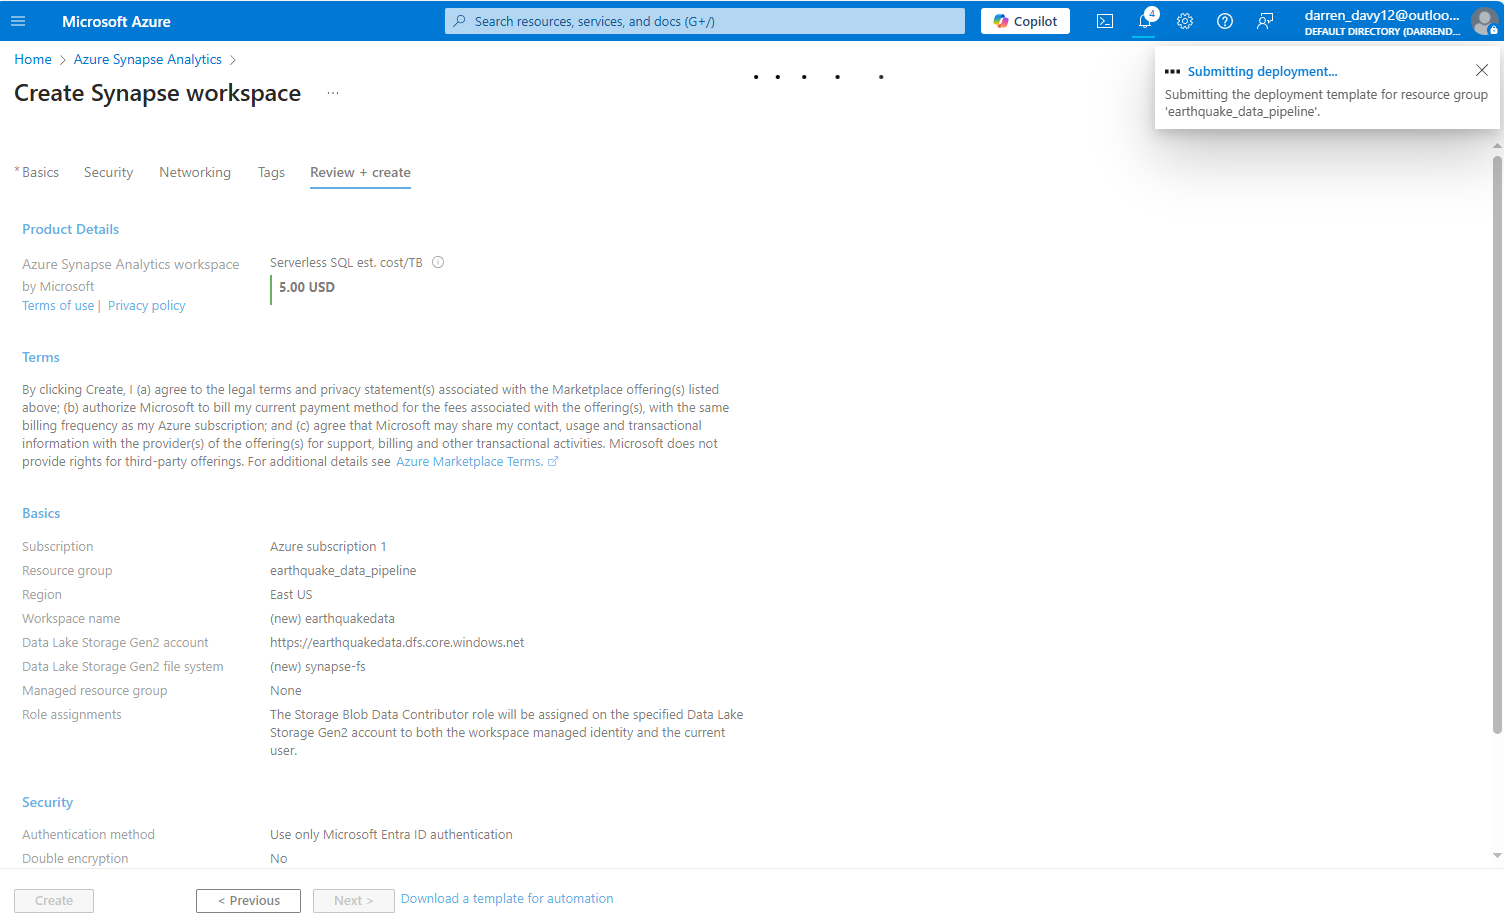 Microsoft Azure
Search resources, services, and docs (G+/)
Copilot
4
darren_davy12@outloo...
DEFAULT DIRECTORY (DARREND...
Home > Azure Synapse Analytics >
Create Synapse workspace ...
Submitting deployment...
Submitting the deployment template for resource group
'earthquake_data_pipeline'.
* Basics Security Networking Tags Review + create
Product Details
Azure Synapse Analytics workspace
by Microsoft
Terms of use | Privacy policy
Serverless SQL est. cost/TB
5.00 USD
Terms
By clicking Create, I (a) agree to the legal terms and privacy statement(s) associated with the Marketplace offering(s) listed
above; (b) authorize Microsoft to bill my current payment method for the fees associated with the offering(s), with the same
billing frequency as my Azure subscription; and (c) agree that Microsoft may share my contact, usage and transactional
information with the provider(s) of the offering(s) for support, billing and other transactional activities. Microsoft does not
provide rights for third-party offerings. For additional details see Azure Marketplace Terms.
Basics
Subscription Azure subscription 1
Resource group earthquake_data_pipeline
Region East US
Workspace name (new) earthquakedata
Data Lake Storage Gen2 account https://earthquakedata.dfs.core.windows.net
Data Lake Storage Gen2 file system (new) synapse-fs
Managed resource group None
Role assignments The Storage Blob Data Contributor role will be assigned on the specified Data Lake
Storage Gen2 account to both the workspace managed identity and the current
user.
Security
Authentication method Use only Microsoft Entra ID authentication
Double encryption No
Create < Previous Next > Download a template for automation